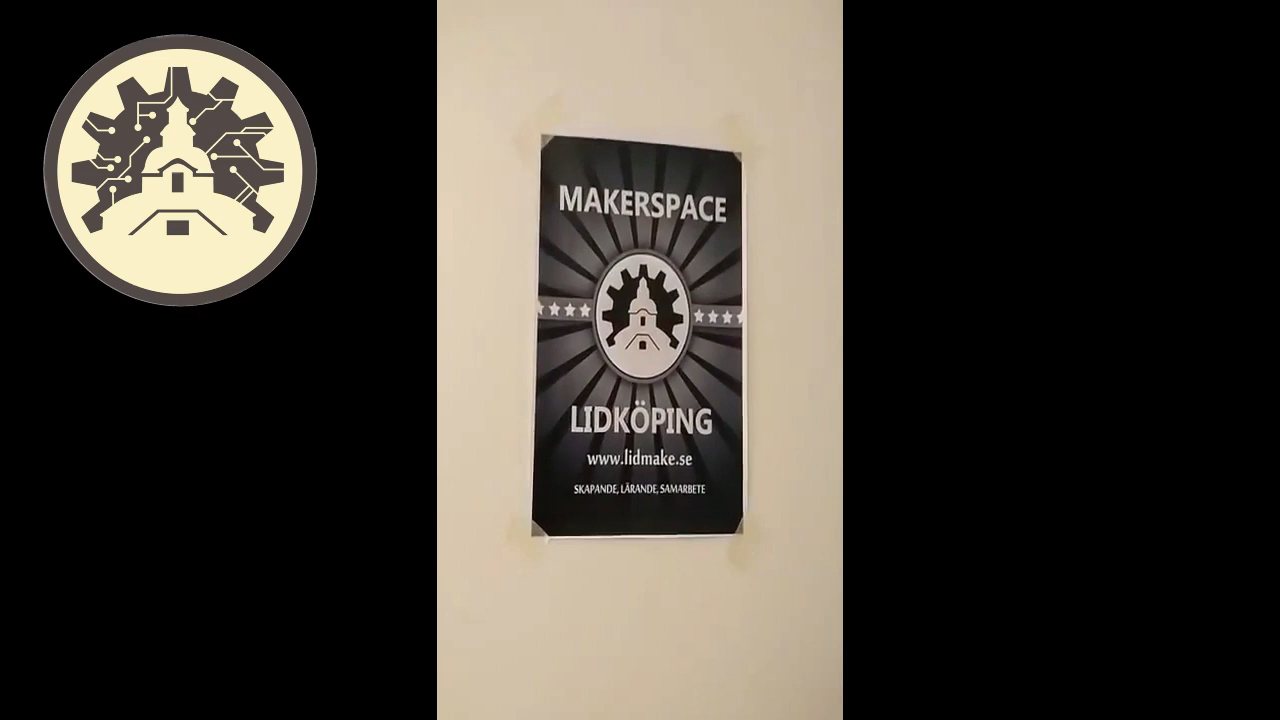 MAKERSPACE
LIDKÖPING
www.lidmake.se
SKAPANDE, LÄRANDE, SAMARBETE